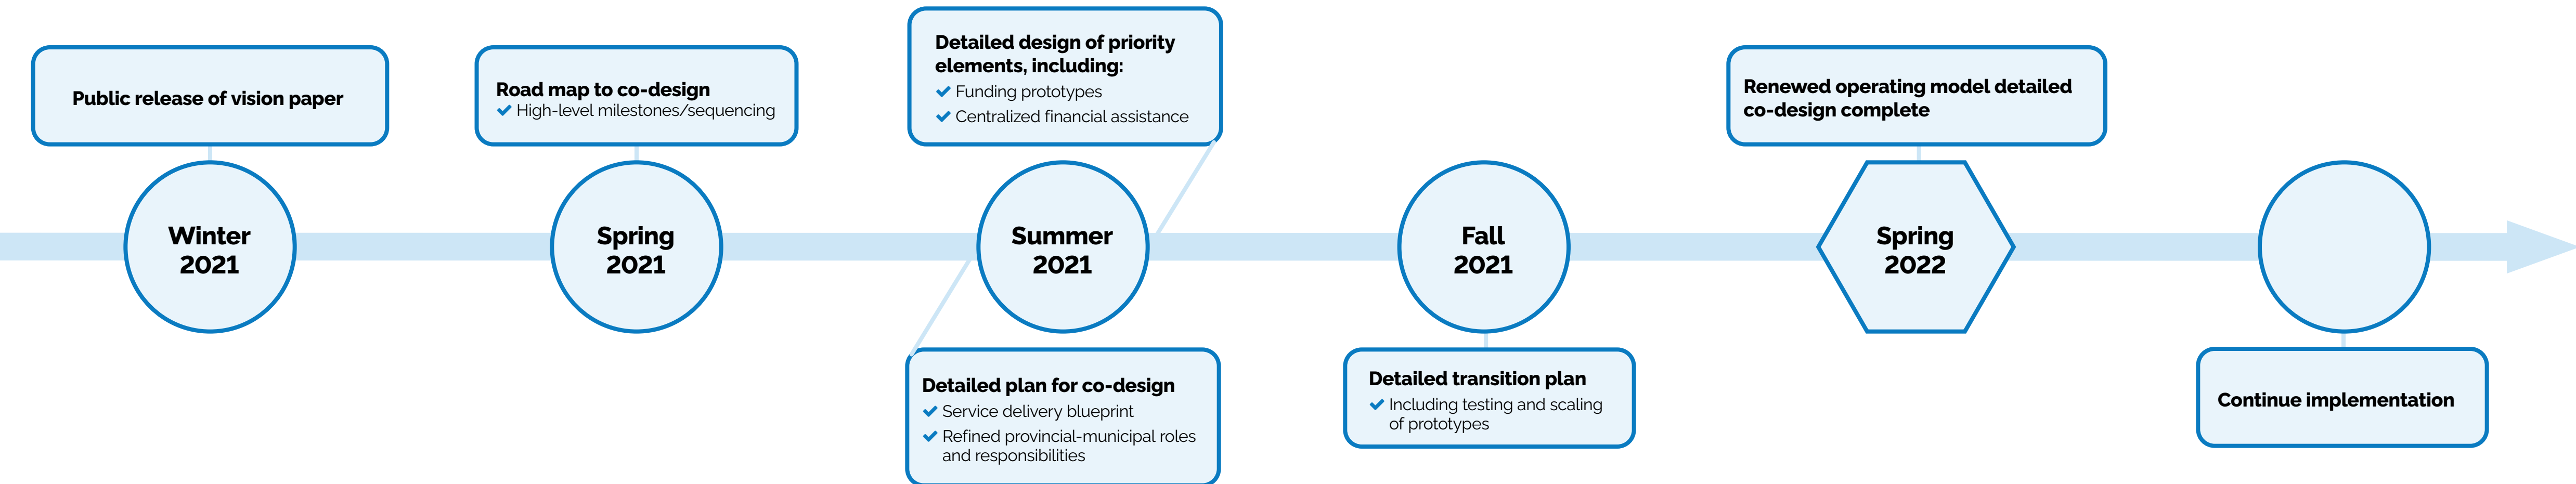 Public release of vision paper
Winter
2021
Road map to co-design
High-level milestones/sequencing
Spring
2021
Detailed design of priority
elements, including:
Funding prototypes
Centralized financial assistance
Summer
2021
Detailed plan for co-design
Service delivery blueprint
Refined provincial-municipal roles
and responsibilities
Fall
2021
Detailed transition plan
Including testing and scaling
of prototypes
Renewed operating model detailed
co-design complete
Spring
2022
Continue implementation